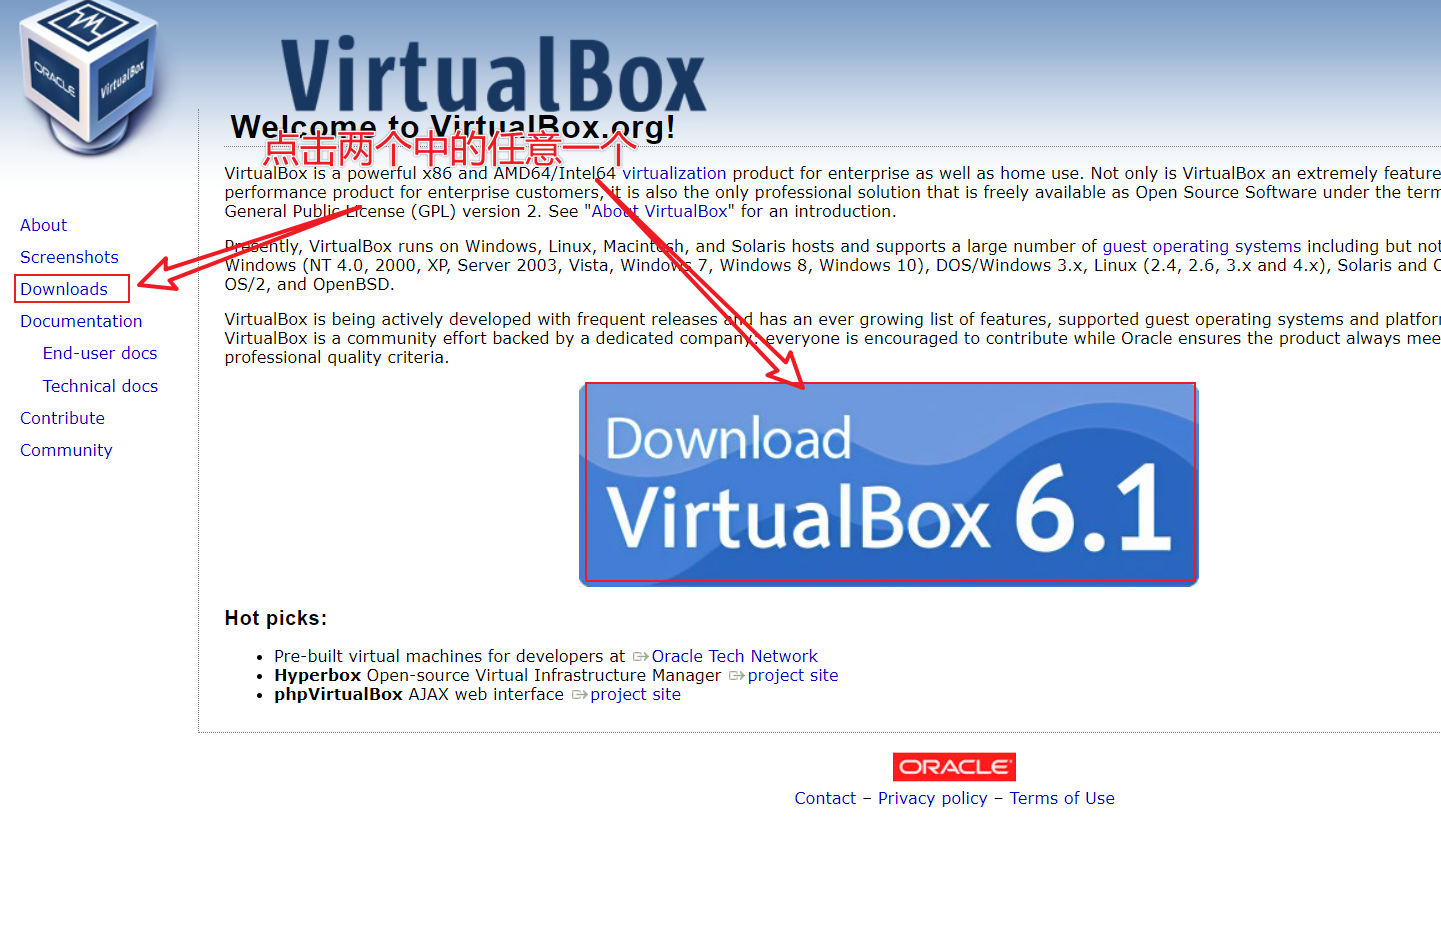 ORACLE
VirtualBox
VirtualBox
Welcome to VirtualBox.org!
点击两个中的任意一个
VirtualBox is a powerful x86 and AMD64/Intel64 virtualization product for enterprise as well as home use. Not only is VirtualBox an extremely feature
performance product for enterprise customers, it is also the only professional solution that is freely available as Open Source Software under the term
General Public License (GPL) version 2. See "About VirtualBox" for an introduction.
Presently, VirtualBox runs on Windows, Linux, Macintosh, and Solaris hosts and supports a large number of guest operating systems including but not
Windows (NT 4.0, 2000, XP, Server 2003, Vista, Windows 7, Windows 8, Windows 10), DOS/Windows 3.x, Linux (2.4, 2.6, 3.x and 4.x), Solaris and O
OS/2, and OpenBSD.
VirtualBox is being actively developed with frequent releases and has an ever growing list of features, supported guest operating systems and platfor
VirtualBox is a community effort backed by a dedicated company: everyone is encouraged to contribute while Oracle ensures the product always mee
professional quality criteria.
About
Screenshots
Downloads
Documentation
End-user docs
Technical docs
Contribute
Community
Download
VirtualBox 6.1
Hot picks:
• Pre-built virtual machines for developers at Oracle Tech Network
• Hyperbox Open-source Virtual Infrastructure Manager project site
• phpVirtualBox AJAX web interface project site
ORACLE
Contact – Privacy policy – Terms of Use